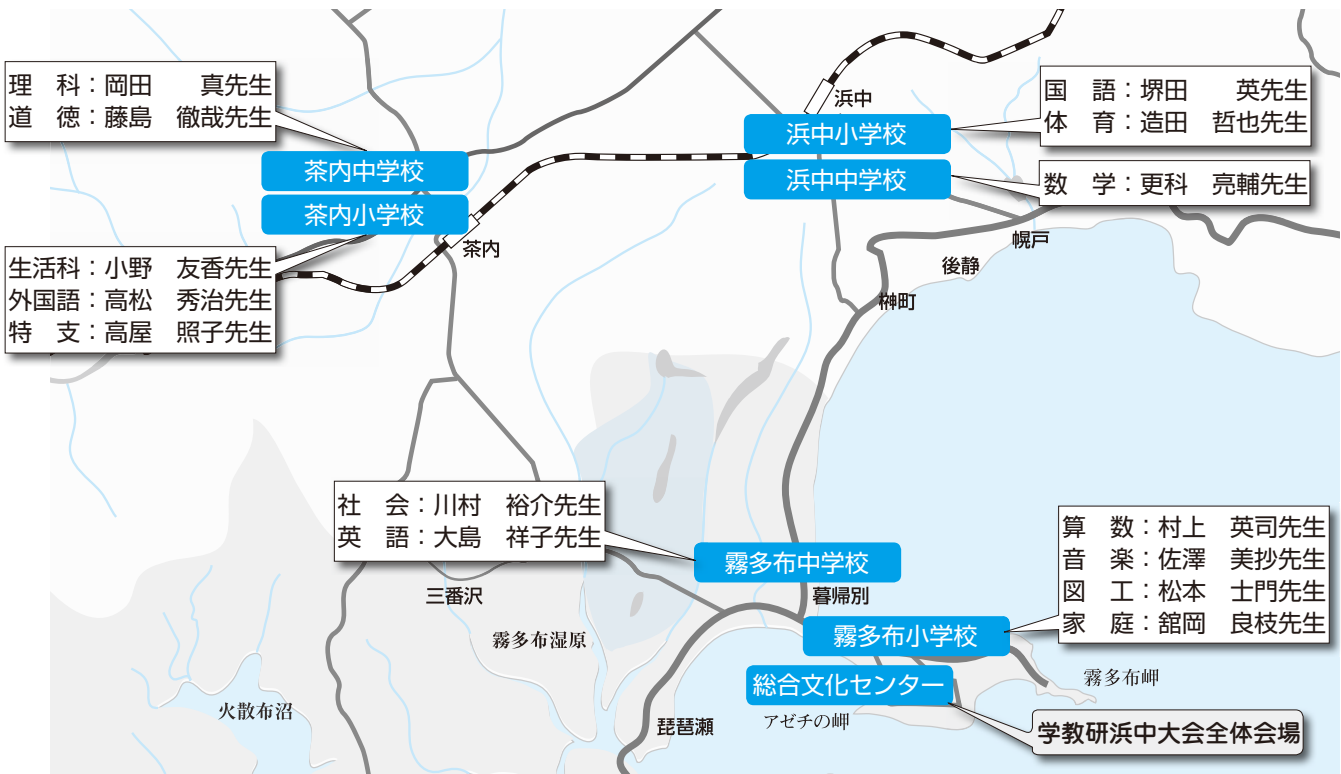 理　科：岡田　　真先生
道　徳：藤島　徹哉先生
茶内中学校
茶内小学校
茶内
生活科：小野　友香先生
外国語：高松　秀治先生
特　支：高屋　照子先生
浜中
浜中小学校
浜中中学校
国　語：堺田　　英先生
体　育：造田　哲也先生
数　学：更科　亮輔先生
幌戸
後静
榊町
社　会：川村　裕介先生
英　語：大島　祥子先生
霧多布中学校
三番沢
暮帰別
霧多布湿原
霧多布小学校
算　数：村上　英司先生
音　楽：佐澤　美抄先生
図　工：松本　士門先生
家　庭：舘岡　良枝先生
総合文化センター
霧多布岬
火散布沼
琵琶瀬
アゼチの岬
学教研浜中大会全体会場